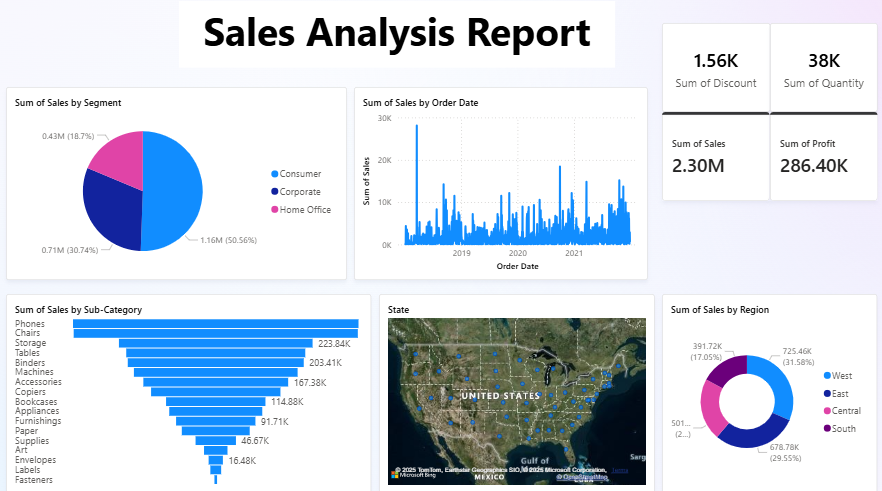 Sales Analysis Report
1.56K
Sum of Discount
38K
Sum of Quantity
Sum of Sales
2.30M
Sum of Profit
286.40K
Sum of Sales by Segment
0.43M (18.7%)
0.71M (30.74%)
1.16M (50.56%)
Consumer
Corporate
Home Office
Sum of Sales by Order Date
Sum of Sales
30K
20K
10K
0K
2019
2020
2021
Order Date
Sum of Sales by Sub-Category
Phones
Chairs
Storage 223.84K
Tables
Binders 203.41K
Machines
Accessories 167.38K
Copiers
Bookcases 114.88K
Appliances
Furnishings 91.71K
Paper
Supplies 46.67K
Art
Envelopes 16.48K
Labels
Fasteners
State
UNITED STATES
Gulf of
MEXICO
CUBA
Sarg
© 2025 TomTom, Earthstar Geographics SIO, © 2025 Microsoft Corporation,
© OpenStreetMap
Microsoft Bing
Sum of Sales by Region
391.72K
(17.05%)
725.46K
(31.58%)
501...
(2...)
678.78K
(29.55%)
West
East
Central
South